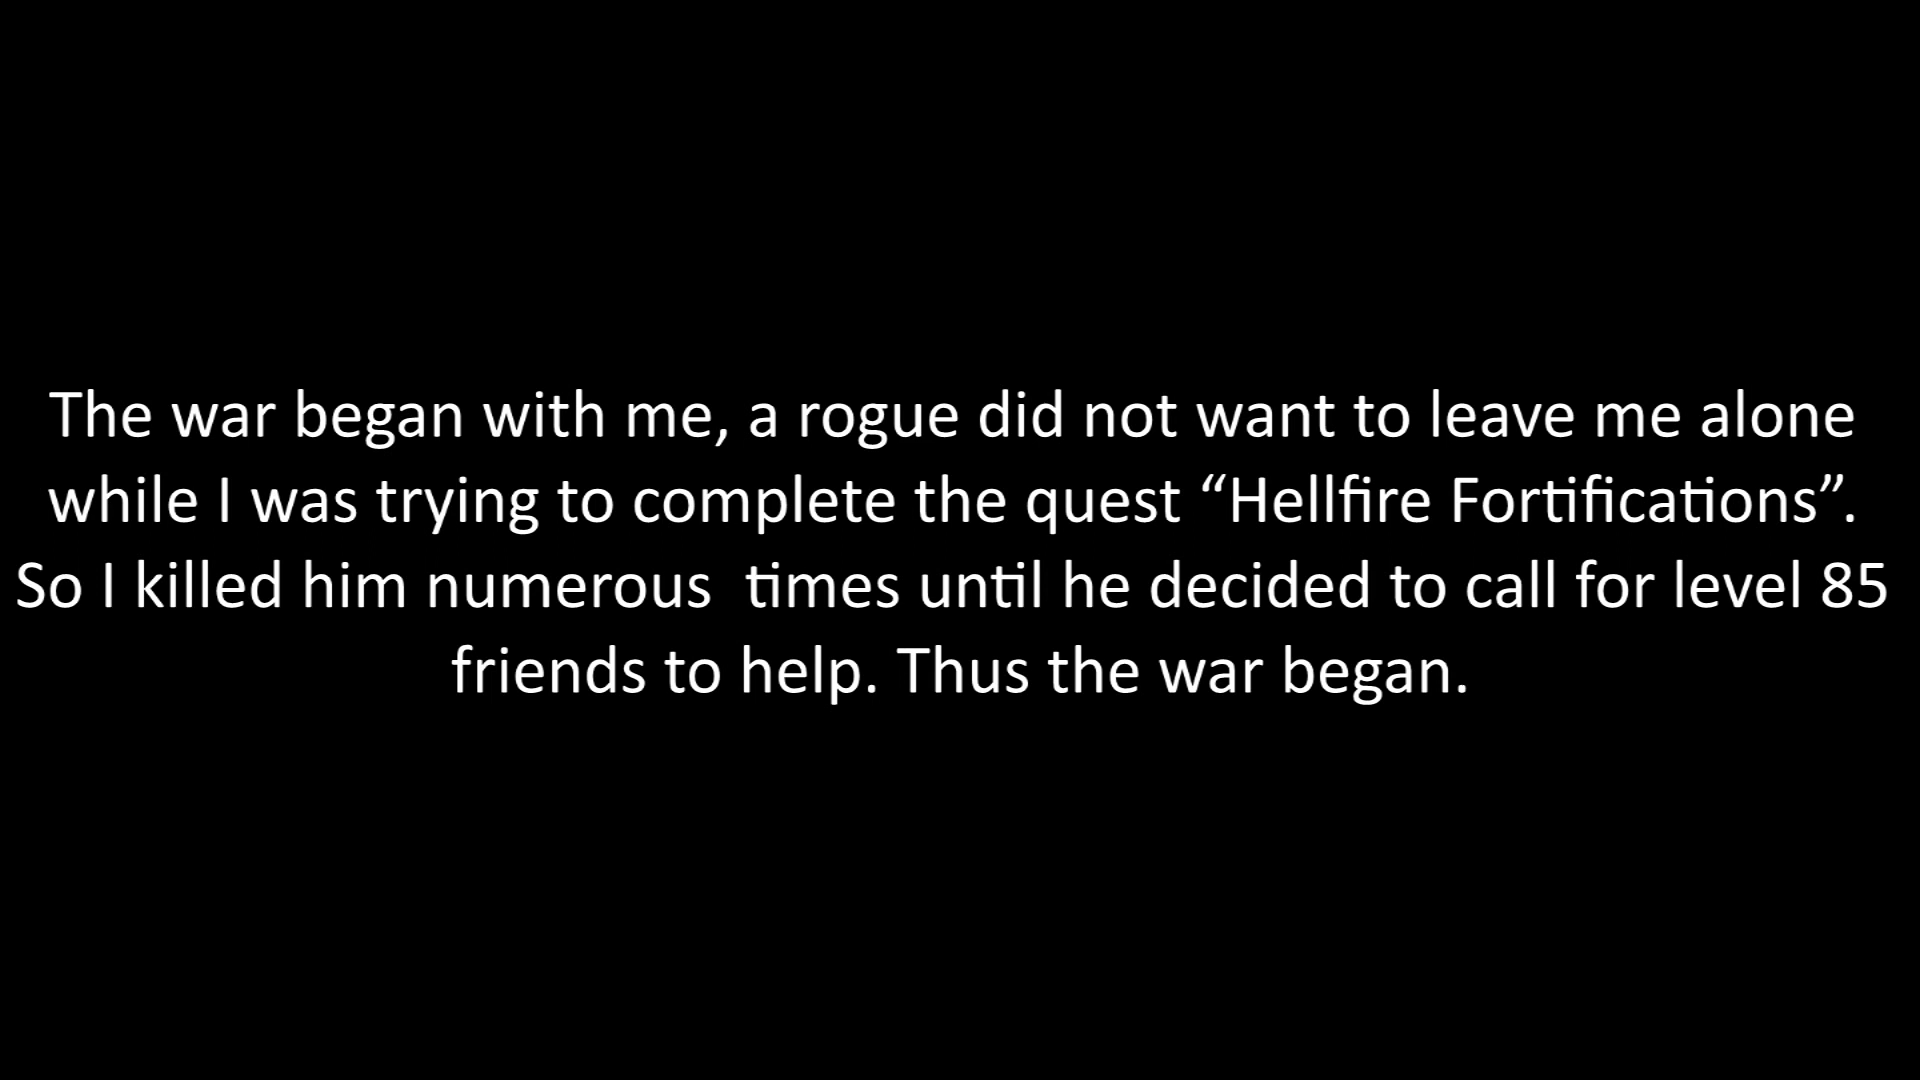 The war began with me, a rogue did not want to leave me alone
while I was trying to complete the quest “Hellfire Fortifications”.
So I killed him numerous  times until he decided to call for level 85
friends to help. Thus the war began.